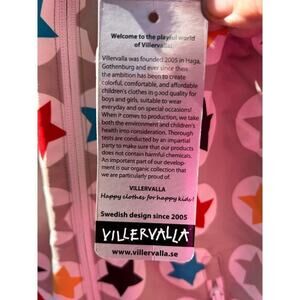 Welcome to the playful world
of Villervalla!
Villervalla was founded 2005 in Haga,
Gothenburg and ever since then
the ambition has been to create
colorful, comfortable, and affordable
children's clothes in good quality for
boys and girls, suitable to wear
everyday and on special occasions!
When it comes to production, we take
both the environment and children's
health into consideration. Thorough
tests are conducted by an impartial
party to make sure that our products
does not contain harmful chemicals.
An important part of our develop-
ment is our organic collection that
we are particularly proud of.
VILLERVALLA
Happy clothes for happy kids!
Swedish design since 2005
VILLERVALLA
www.villervalla.se